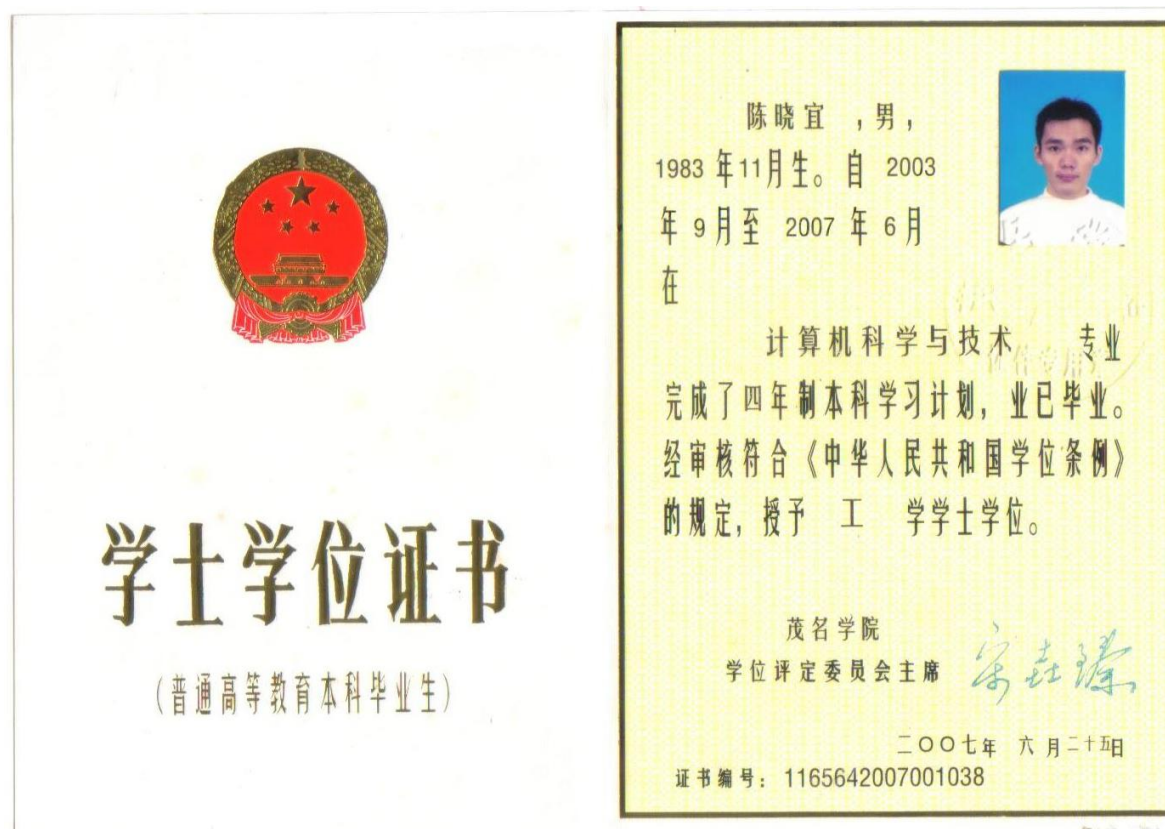 学士学位证书
(普通高等教育本科毕业生)
陈晓宜 ,男,
1983 年11月生。自 2003
年 9月至 2007 年 6月
在
计算机科学与技术 专业
完成了四年制本科学习计划,业已毕业。
经审核符合《中华人民共和国学位条例》
的规定,授予 工 学学士学位。
茂名学院
学位评定委员会主席
二〇〇七年 六月二十五日
证书编号:1165642007001038